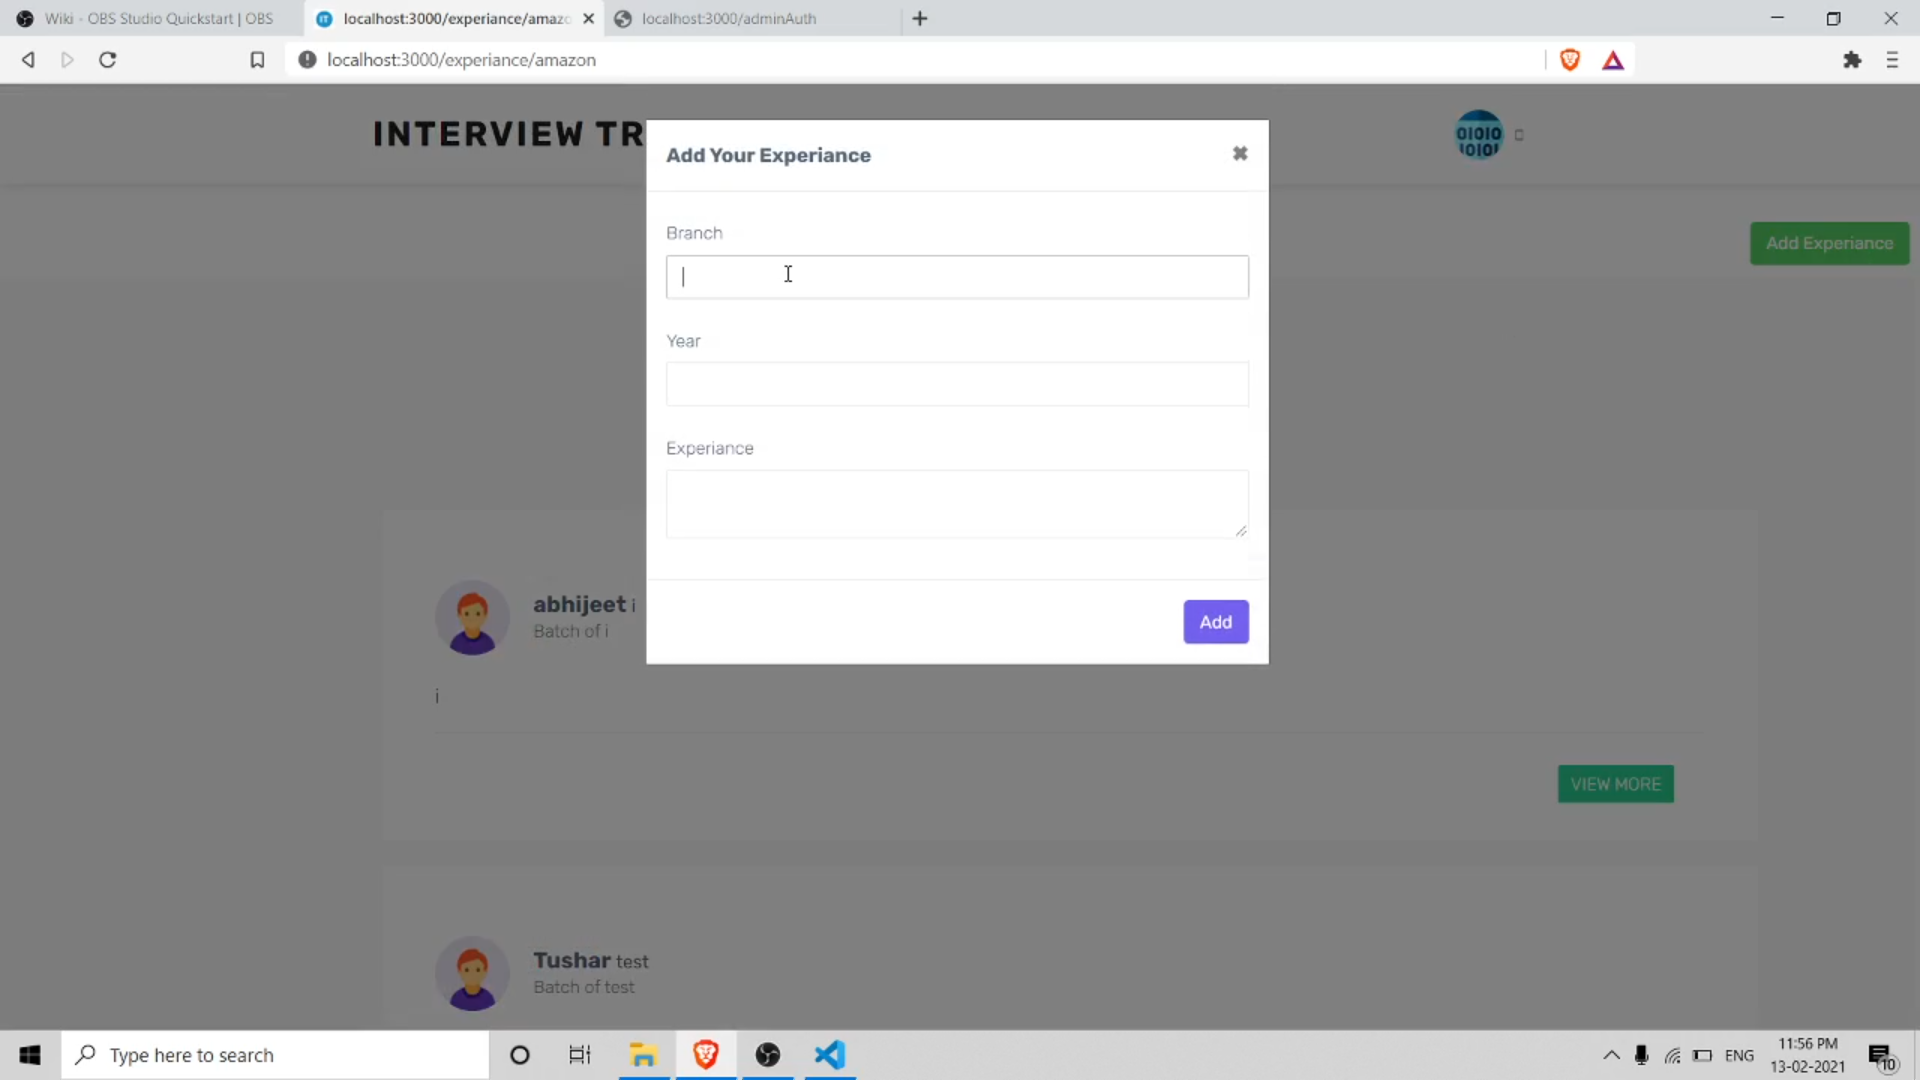 Wiki - OBS Studio Quickstart | OBS
localhost:3000/experiance/amazo
localhost:3000/adminAuth
localhost:3000/experiance/amazon
INTERVIEW TR
01010
10101
Add Your Experiance
Add Experiance
Branch
Year
Experiance
Add
abhijeet i
Batch of i
i
VIEW MORE
Tushar test
Batch of test
Type here to search
ENG
11:56 PM
13-02-2021
10